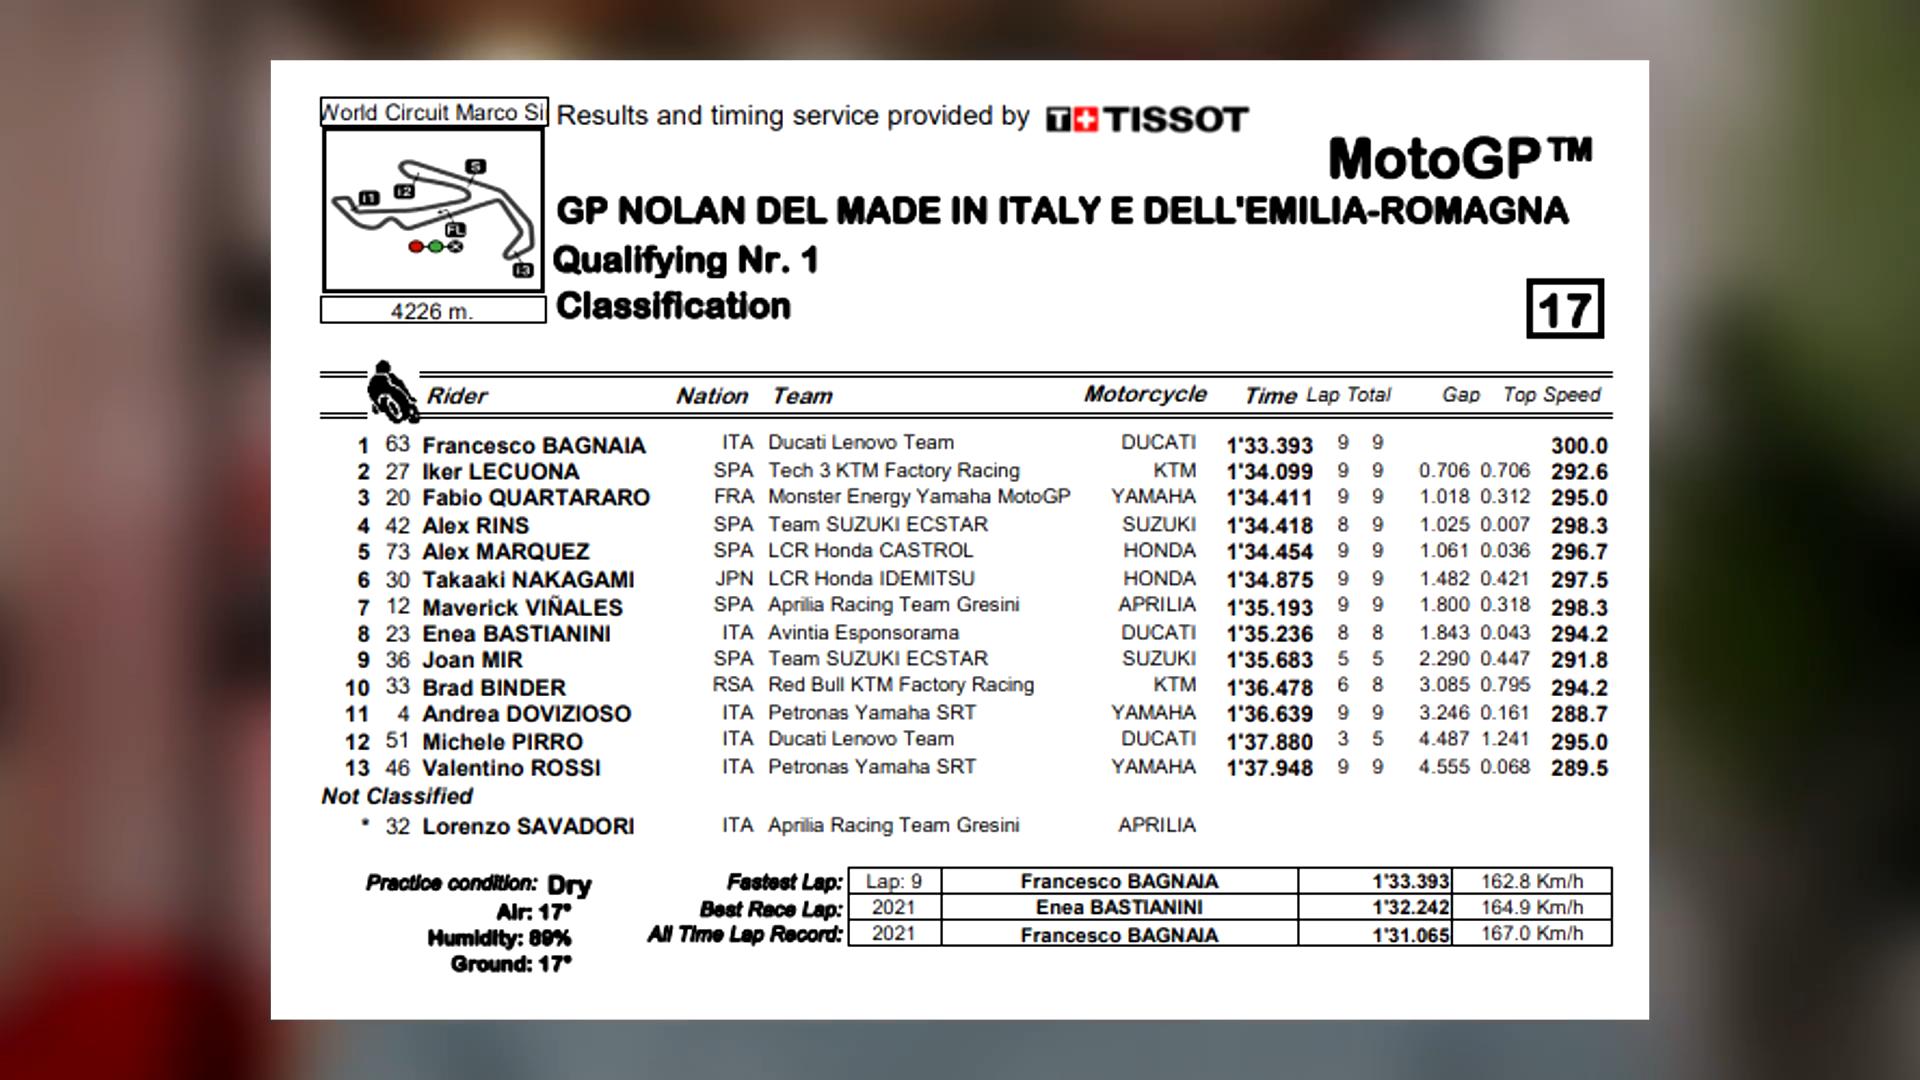 World Circuit Marco Si
Results and timing service provided by T+TISSOT
MotoGP™
S
I1 I2
FL
I3
GP NOLAN DEL MADE IN ITALY E DELL'EMILIA-ROMAGNA
Qualifying Nr. 1
4226 m.
Classification
17
Rider Nation Team Motorcycle Time Lap Total Gap Top Speed
1 63 Francesco BAGNAIA ITA Ducati Lenovo Team DUCATI 1'33.393 9 9 300.0
2 27 Iker LECUONA SPA Tech 3 KTM Factory Racing KTM 1'34.099 9 9 0.706 0.706 292.6
3 20 Fabio QUARTARARO FRA Monster Energy Yamaha MotoGP YAMAHA 1'34.411 9 9 1.018 0.312 295.0
4 42 Alex RINS SPA Team SUZUKI ECSTAR SUZUKI 1'34.418 8 9 1.025 0.007 298.3
5 73 Alex MARQUEZ SPA LCR Honda CASTROL HONDA 1'34.454 9 9 1.061 0.036 296.7
6 30 Takaaki NAKAGAMI JPN LCR Honda IDEMITSU HONDA 1'34.875 9 9 1.482 0.421 297.5
7 12 Maverick VIÑALES SPA Aprilia Racing Team Gresini APRILIA 1'35.193 9 9 1.800 0.318 298.3
8 23 Enea BASTIANINI ITA Avintia Esponsorama DUCATI 1'35.236 8 8 1.843 0.043 294.2
9 36 Joan MIR SPA Team SUZUKI ECSTAR SUZUKI 1'35.683 5 5 2.290 0.447 291.8
10 33 Brad BINDER RSA Red Bull KTM Factory Racing KTM 1'36.478 6 8 3.085 0.795 294.2
11 4 Andrea DOVIZIOSO ITA Petronas Yamaha SRT YAMAHA 1'36.639 9 9 3.246 0.161 288.7
12 51 Michele PIRRO ITA Ducati Lenovo Team DUCATI 1'37.880 3 5 4.487 1.241 295.0
13 46 Valentino ROSSI ITA Petronas Yamaha SRT YAMAHA 1'37.948 9 9 4.555 0.068 289.5
Not Classified
* 32 Lorenzo SAVADORI ITA Aprilia Racing Team Gresini APRILIA
Practice condition: Dry
Air: 17°
Humidity: 89%
Ground: 17°
Fastest Lap: Lap: 9 Francesco BAGNAIA 1'33.393 162.8 Km/h
Best Race Lap: 2021 Enea BASTIANINI 1'32.242 164.9 Km/h
All Time Lap Record: 2021 Francesco BAGNAIA 1'31.065 167.0 Km/h